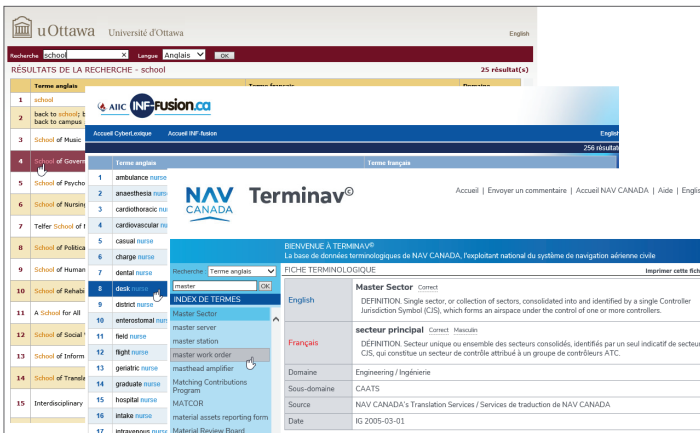 uOttawa
Université d'Ottawa
English
Recherche school × Langue Anglais OK
RÉSULTATS DE LA RECHERCHE - school
25 résultat(s)
Terme anglais
Terme français
Domaine
1 school
2 back to school;
back to campus
3 School of Music
4 School of
5 School of
6 School of
7 Telfer School of
8 School of
9 School of Human
10 School of
11 A School for All
12 School of
13 School of
14 School of
15 Interdisciplinary
AIIC INF-Fusion.ca
Accueil CyberLexique
Accueil INF-fusion
English
256
Terme anglais
Terme français
1 ambulance nurse
2 anaesthesia
3 cardiothoracic
4 cardiovascular
5 casual nurse
6 charge nurse
7 dental nurse
8 desk nurse
9 district nurse
10 enterostomal
11 field nurse
12 flight nurse
13 geriatric nurse
14 graduate nurse
15 hospital nurse
16 intake nurse
17 intravenous nurse
NAV
CANADA
Terminav©
Accueil | Envoyer un commentaire | Accueil NAV CANADA | Aide |
BIENVENUE À TERMINAV©
La base de données terminologiques de NAV CANADA, l'exploitant national du système de navigation aérienne civile
Recherche Terme anglais
master OK
INDEX DE TERMES
Master Sector
master server
master station
master work order
masthead amplifier
Matching Contributions
Program
MATCOR
material assets reporting form
Material Review Board
FICHE TERMINOLOGIQUE
Imprimer cette fiche
English
Master Sector Correct
DEFINITION. Single sector, or collection of sectors, consolidated into and identified by a single Controller
Jurisdiction Symbol (CJS), which forms an airspace under the control of one or more controllers.
Français
secteur principal Correct Masculin
DÉFINITION. Secteur unique ou ensemble des secteurs consolidés, identifiés par un seul indicatif de secteur
CJS, qui constitue un secteur de contrôle attribué à un groupe de contrôleurs ATC.
Domaine
Engineering / Ingénierie
Sous-domaine
CAATS
Source
NAV CANADA's Translation Services / Services de traduction de NAV CANADA
Date
IG 2005-03-01